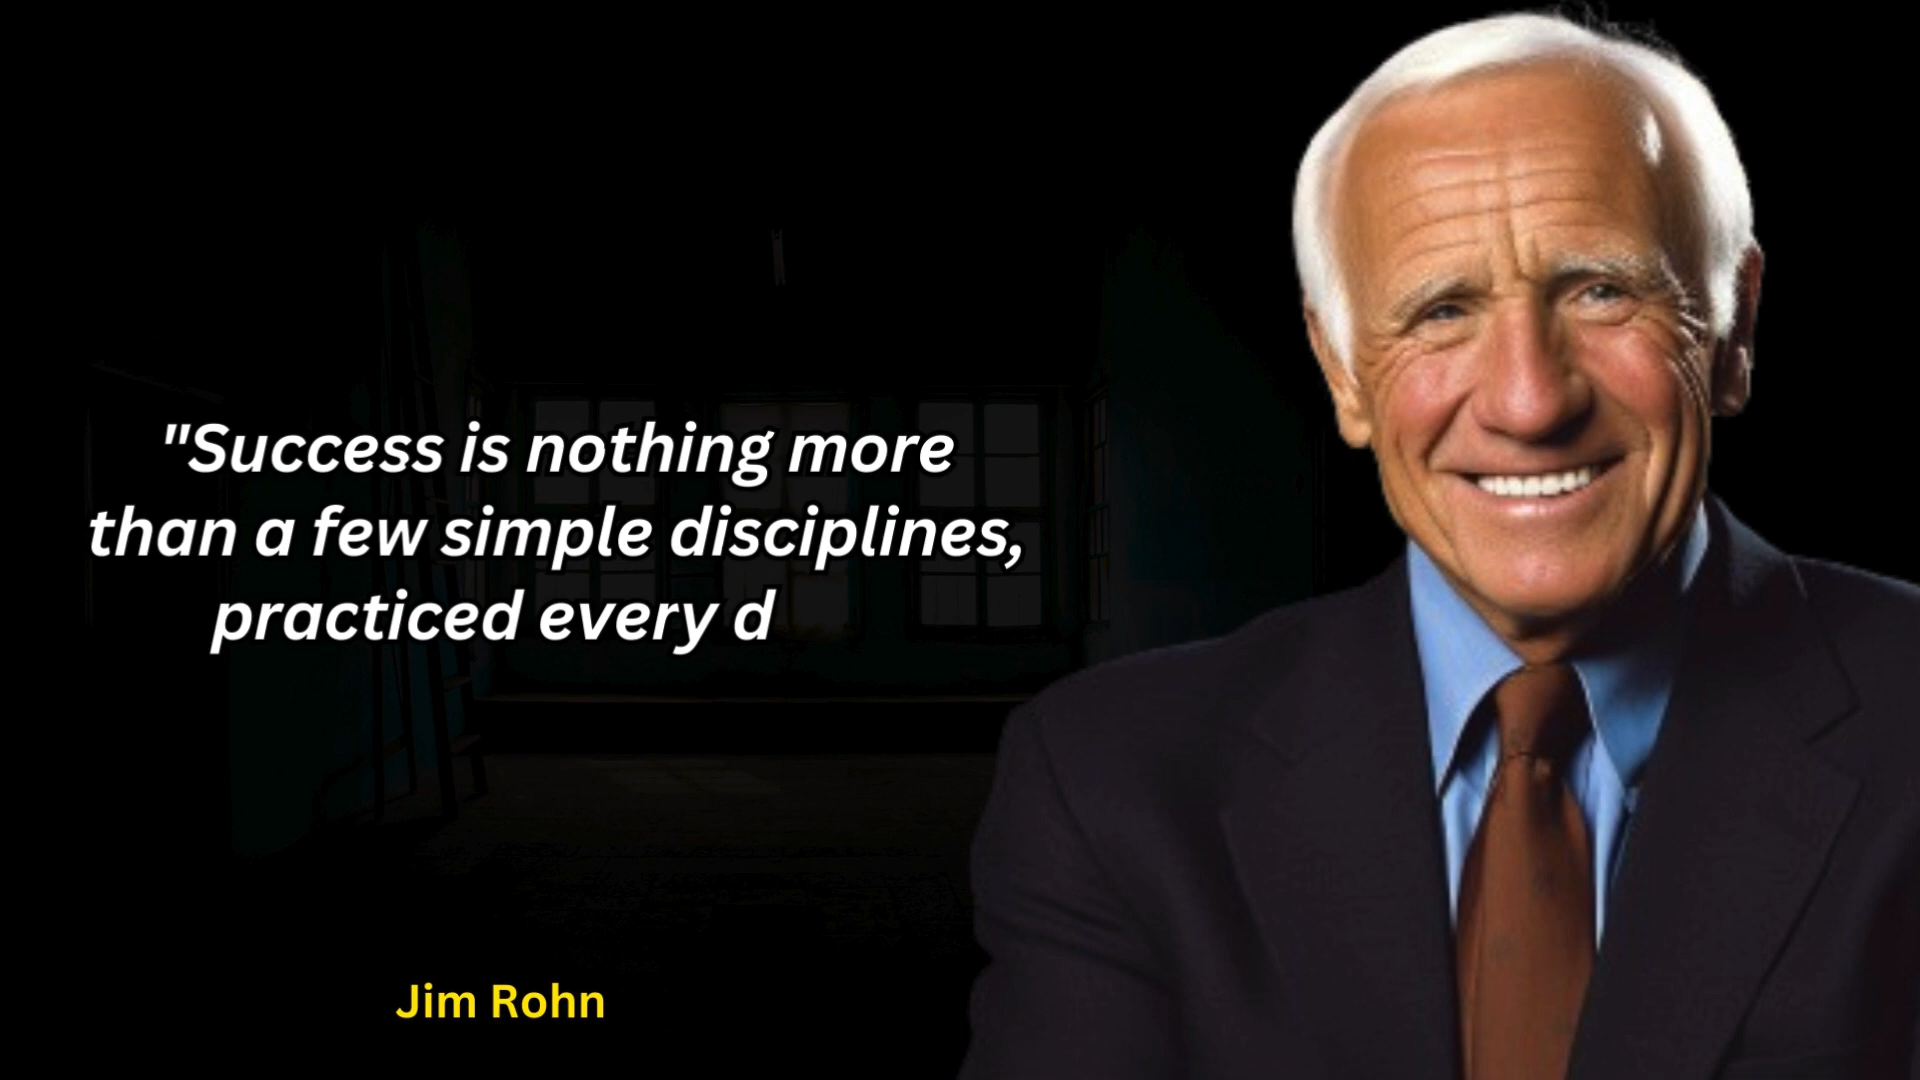 "Success is nothing more
than a few simple disciplines,
practiced every d
Jim Rohn